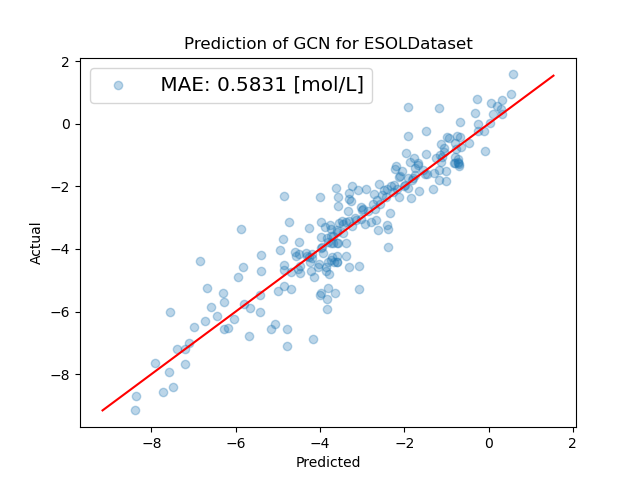 Prediction of GCN for ESOLDataset
MAE: 0.5831 [mol/L]
2
0
−2
−4
−6
−8
Actual
−8 −6 −4 −2 0 2
Predicted